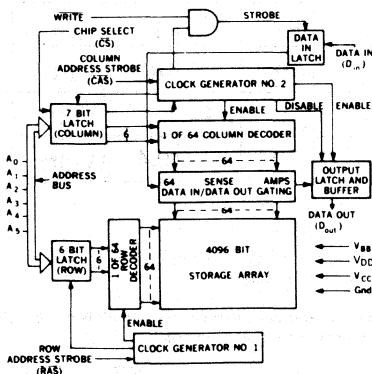 WRITE
STROBE
CHIP SELECT
(CS)
DATA
IN
LATCH
DATA IN
(Din)
COLUMN
ADDRESS STROBE
(CAS)
CLOCK GENERATOR NO. 2
7 BIT
LATCH
(COLUMN)
6
ENABLE
DISABLE
ENABLE
1 OF 64 COLUMN DECODER
A0
A1
A2
A3
A4
A5
ADDRESS
BUS
64
64 SENSE AMPS
DATA IN/DATA OUT GATING
OUTPUT
LATCH AND
BUFFER
64
DATA OUT
(Dout)
6 BIT
LATCH
(ROW)
6
1 OF 64
ROW
DECODER
64
4096 BIT
STORAGE ARRAY
VBB
VDD
VCC
Gnd
ENABLE
ROW
ADDRESS STROBE
(RAS)
CLOCK GENERATOR NO. 1